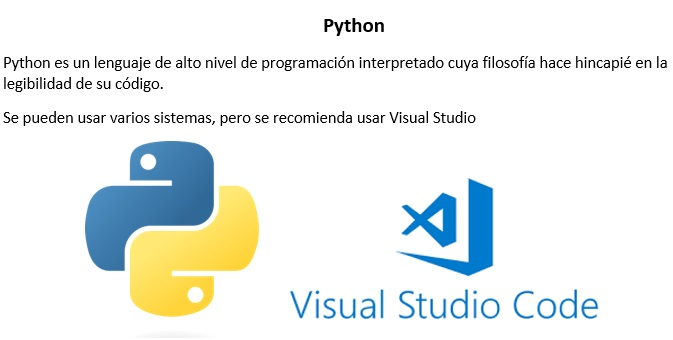 Python
Python es un lenguaje de alto nivel de programación interpretado cuya filosofía hace hincapié en la
legibilidad de su código.
Se pueden usar varios sistemas, pero se recomienda usar Visual Studio
Visual Studio Code